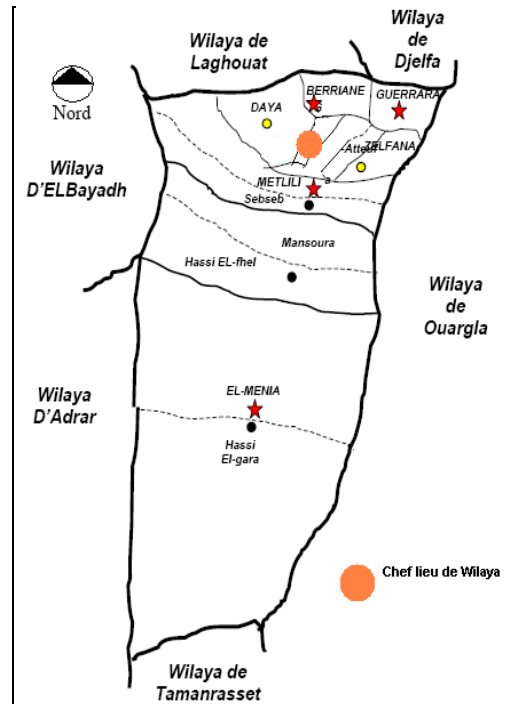 Wilaya de
Laghouat
Wilaya
de
Djelfa
Nord
BERRIANE
GUERRARA
DAYA
ZELFANA
Wilaya
D'ELBayadh
METLILI
a
Sebseb
Mansoura
Hassi EL-fhel
Wilaya
de
Ouargla
EL-MENIA
Wilaya
D'Adrar
Hassi
El-gara
Chef lieu de Wilaya
Wilaya de
Tamanrasset